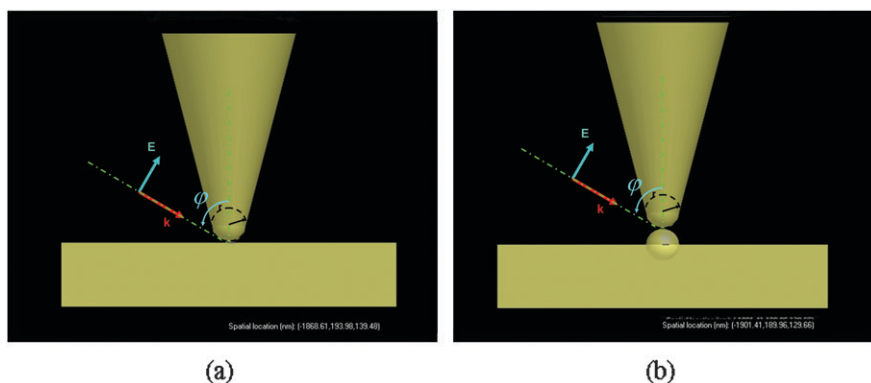 E
φ
k
Spatial location (nm): (-1868.61,193.98,139.48)
(a)
E
φ
k
Spatial location (nm): (-1901.41,189.96,129.66)
(b)